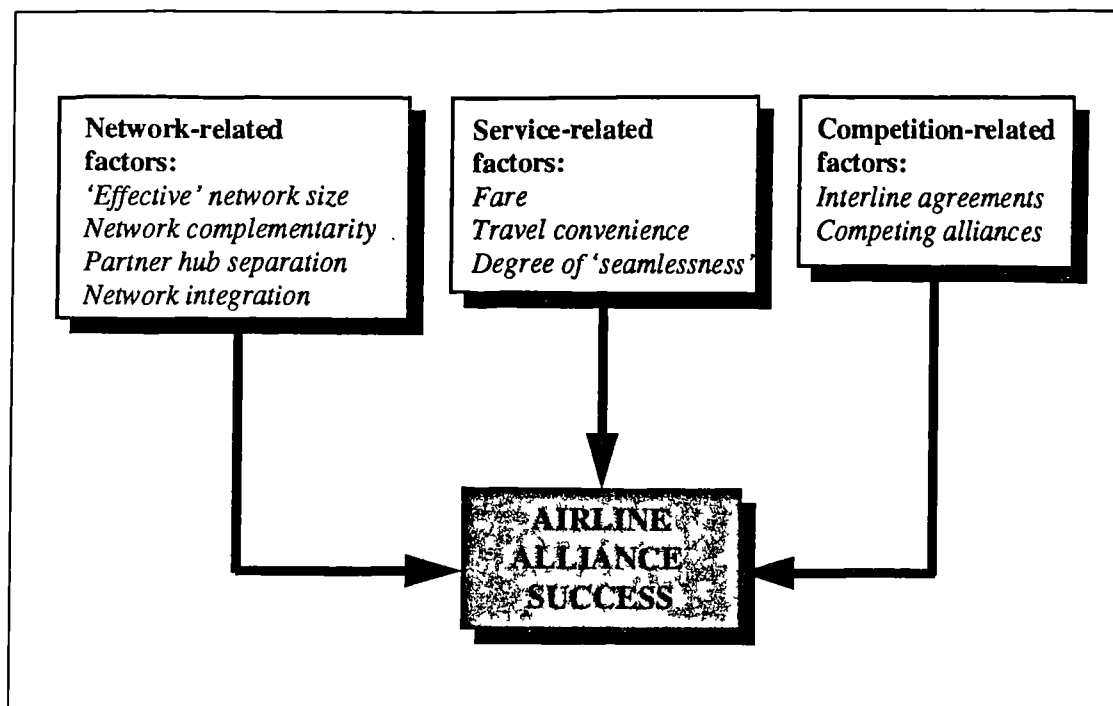 Network-related
factors:
'Effective' network size
Network complementarity
Partner hub separation
Network integration
Service-related
factors:
Fare
Travel convenience
Degree of 'seamlessness'
Competition-related
factors:
Interline agreements
Competing alliances
AIRLINE
ALLIANCE
SUCCESS